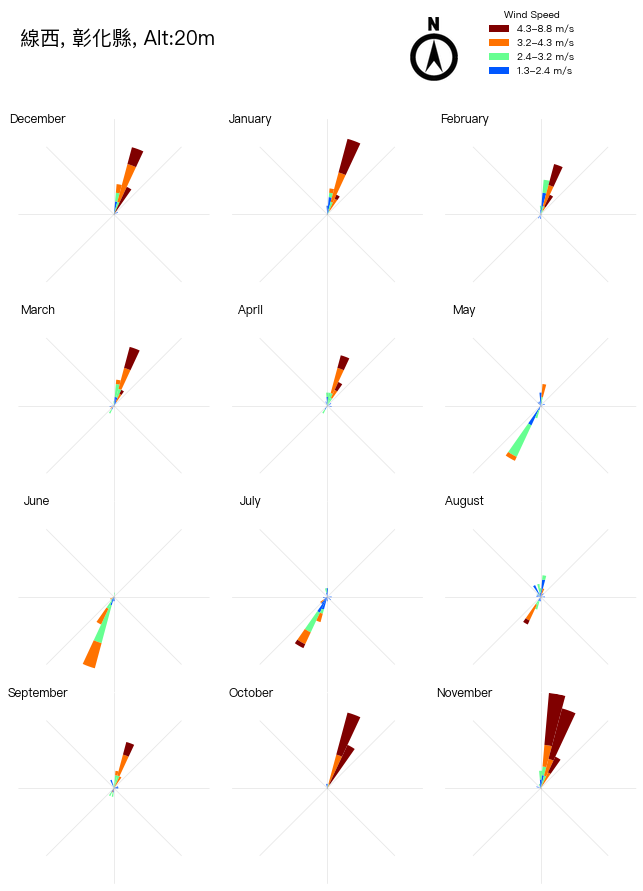 線西, 彰化縣, Alt:20m
N
Wind Speed
4.3–8.8 m/s
3.2–4.3 m/s
2.4–3.2 m/s
1.3–2.4 m/s
December
January
February
March
April
May
June
July
August
September
October
November